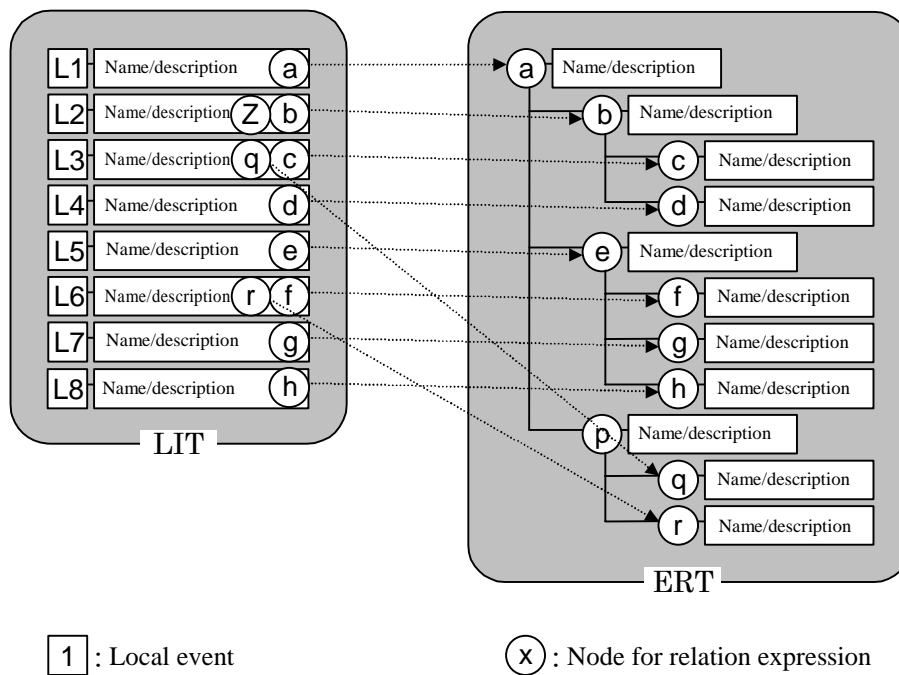 L1 Name/description a
L2 Name/description Z b
L3 Name/description q c
L4 Name/description d
L5 Name/description e
L6 Name/description r f
L7 Name/description g
L8 Name/description h
LIT
a Name/description
b Name/description
c Name/description
d Name/description
e Name/description
f Name/description
g Name/description
h Name/description
p Name/description
q Name/description
r Name/description
ERT
1 : Local event
x : Node for relation expression